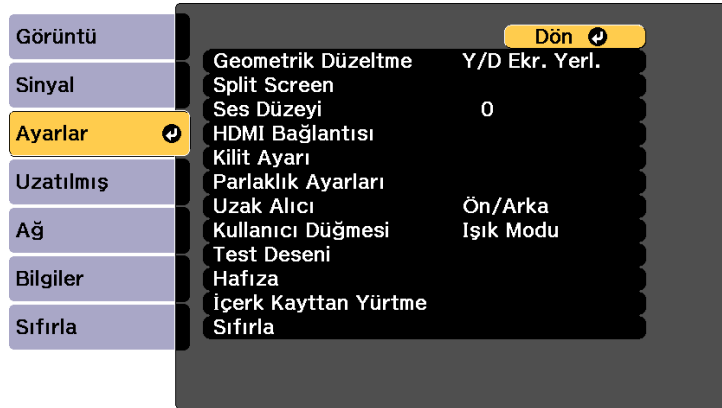 Görüntü
Sinyal
Ayarlar
Uzatılmış
Ağ
Bilgiler
Sıfırla
Dön
Geometrik Düzeltme Y/D Ekr. Yerl.
Split Screen
Ses Düzeyi 0
HDMI Bağlantısı
Kilit Ayarı
Parlaklık Ayarları
Uzak Alıcı Ön/Arka
Kullanıcı Düğmesi Işık Modu
Test Deseni
Hafıza
İçerk Kayttan Yürtme
Sıfırla